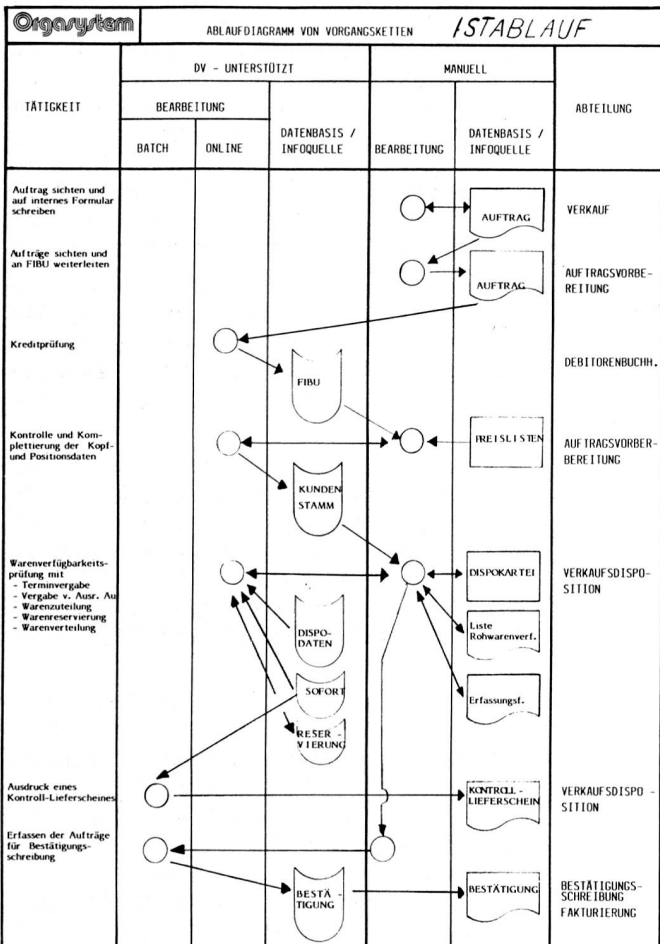 Orgasystem
ABLAUFDIAGRAMM VON VORGANGSKETTEN
ISTABLAUF
TÄTIGKEIT
DV - UNTERSTÜTZT
MANUELL
ABTEILUNG
BEARBEITUNG
BATCH
ONLINE
DATENBASIS /
INFOQUELLE
BEARBEITUNG
DATENBASIS /
INFOQUELLE
Auftrag sichten und
auf internes Formular
schreiben
AUFTRAG
VERKAUF
Aufträge sichten und
an FIBU weiterleiten
AUFTRAG
AUFTRAGSVORBE-
REITUNG
Kreditprüfung
FIBU
DEBITORENBUCHH.
Kontrolle und Kom-
plettierung der Kopf-
und Positionsdaten
KUNDEN
STAMM
PREISLISTEN
AUFTRAGSVORBER-
BEREITUNG
Warenverfügbarkeits-
prüfung mit
- Terminvergabe
- Vergabe v. Ausr. Au
- Warenzuteilung
- Warenreservierung
- Warenverteilung
DISPO-
DATEN
SOFORT
RESER -
VIERUNG
DISPOKARTEI
Liste
Rohwarenverf.
Erfassungsf.
VERKAUFSDISPO-
SITION
Ausdruck eines
Kontroll-Lieferscheines
KONTROLL -
LIEFERSCHEIN
VERKAUFSDISPO -
SITION
Erfassen der Aufträge
für Bestätigungs-
schreibung
BESTÄ -
TIGUNG
BESTÄTIGUNG
BESTÄTIGUNGS-
SCHREIBUNG
FAKTURIERUNG